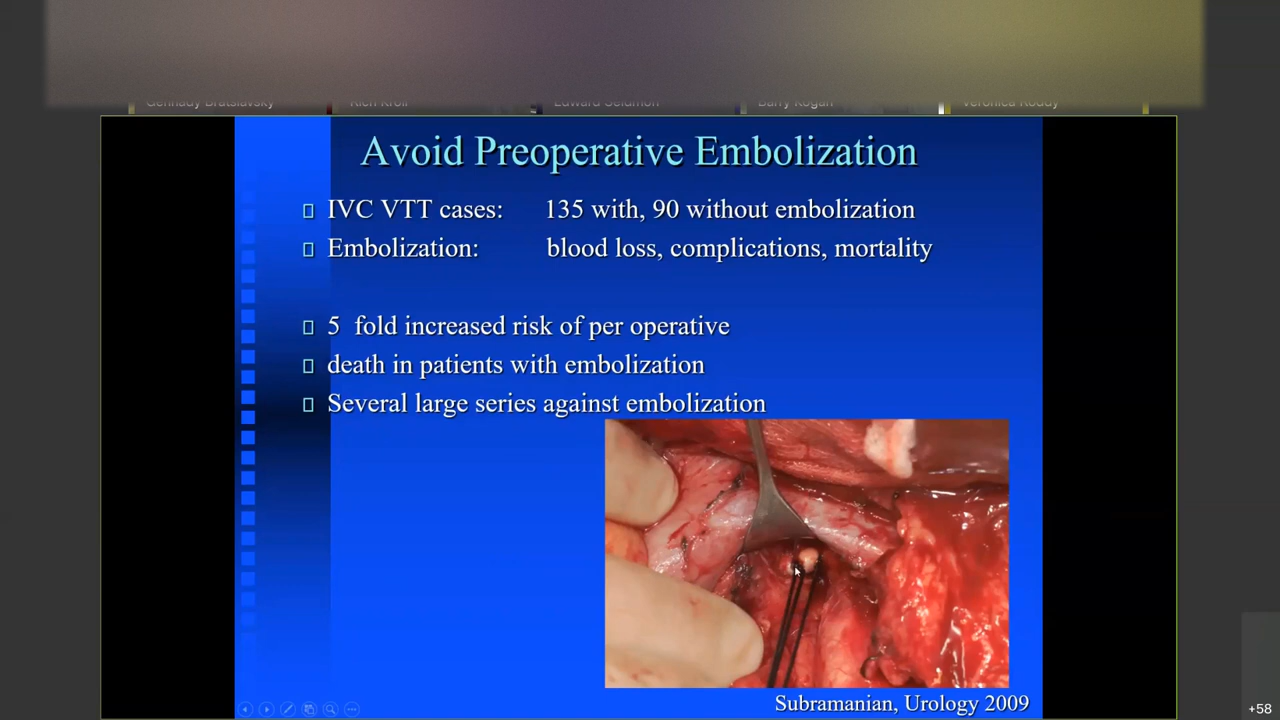 Avoid Preoperative Embolization
IVC VTT cases: 135 with, 90 without embolization
Embolization: blood loss, complications, mortality
5 fold increased risk of per operative
death in patients with embolization
Several large series against embolization
Subramanian, Urology 2009
+58